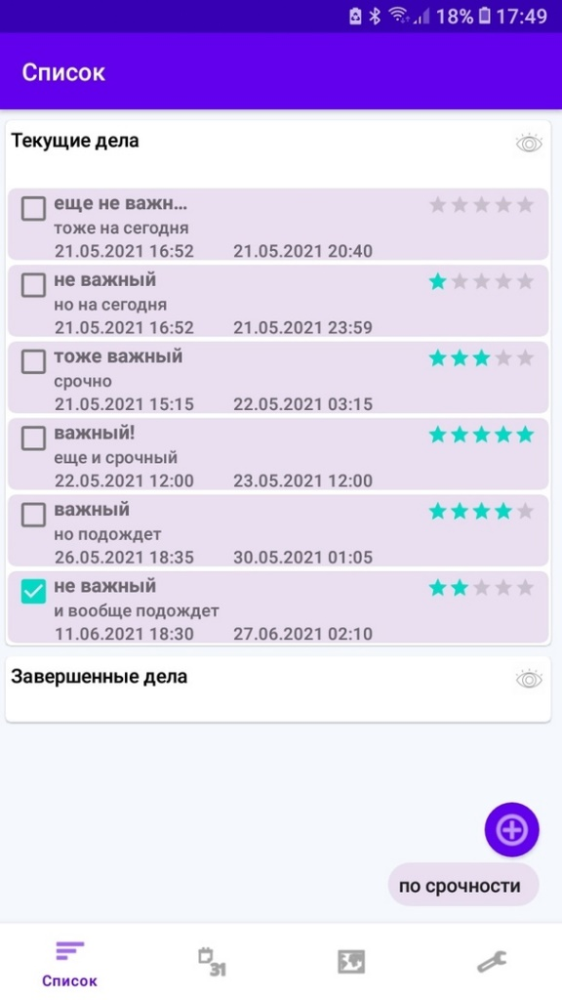 18% 17:49
Список
Текущие дела
еще не важн...
тоже на сегодня
21.05.2021 16:52 21.05.2021 20:40
не важный
но на сегодня
21.05.2021 16:52 21.05.2021 23:59
тоже важный
срочно
21.05.2021 15:15 22.05.2021 03:15
важный!
еще и срочный
22.05.2021 12:00 23.05.2021 12:00
важный
но подождет
26.05.2021 18:35 30.05.2021 01:05
не важный
и вообще подождет
11.06.2021 18:30 27.06.2021 02:10
Завершенные дела
по срочности
31
Список